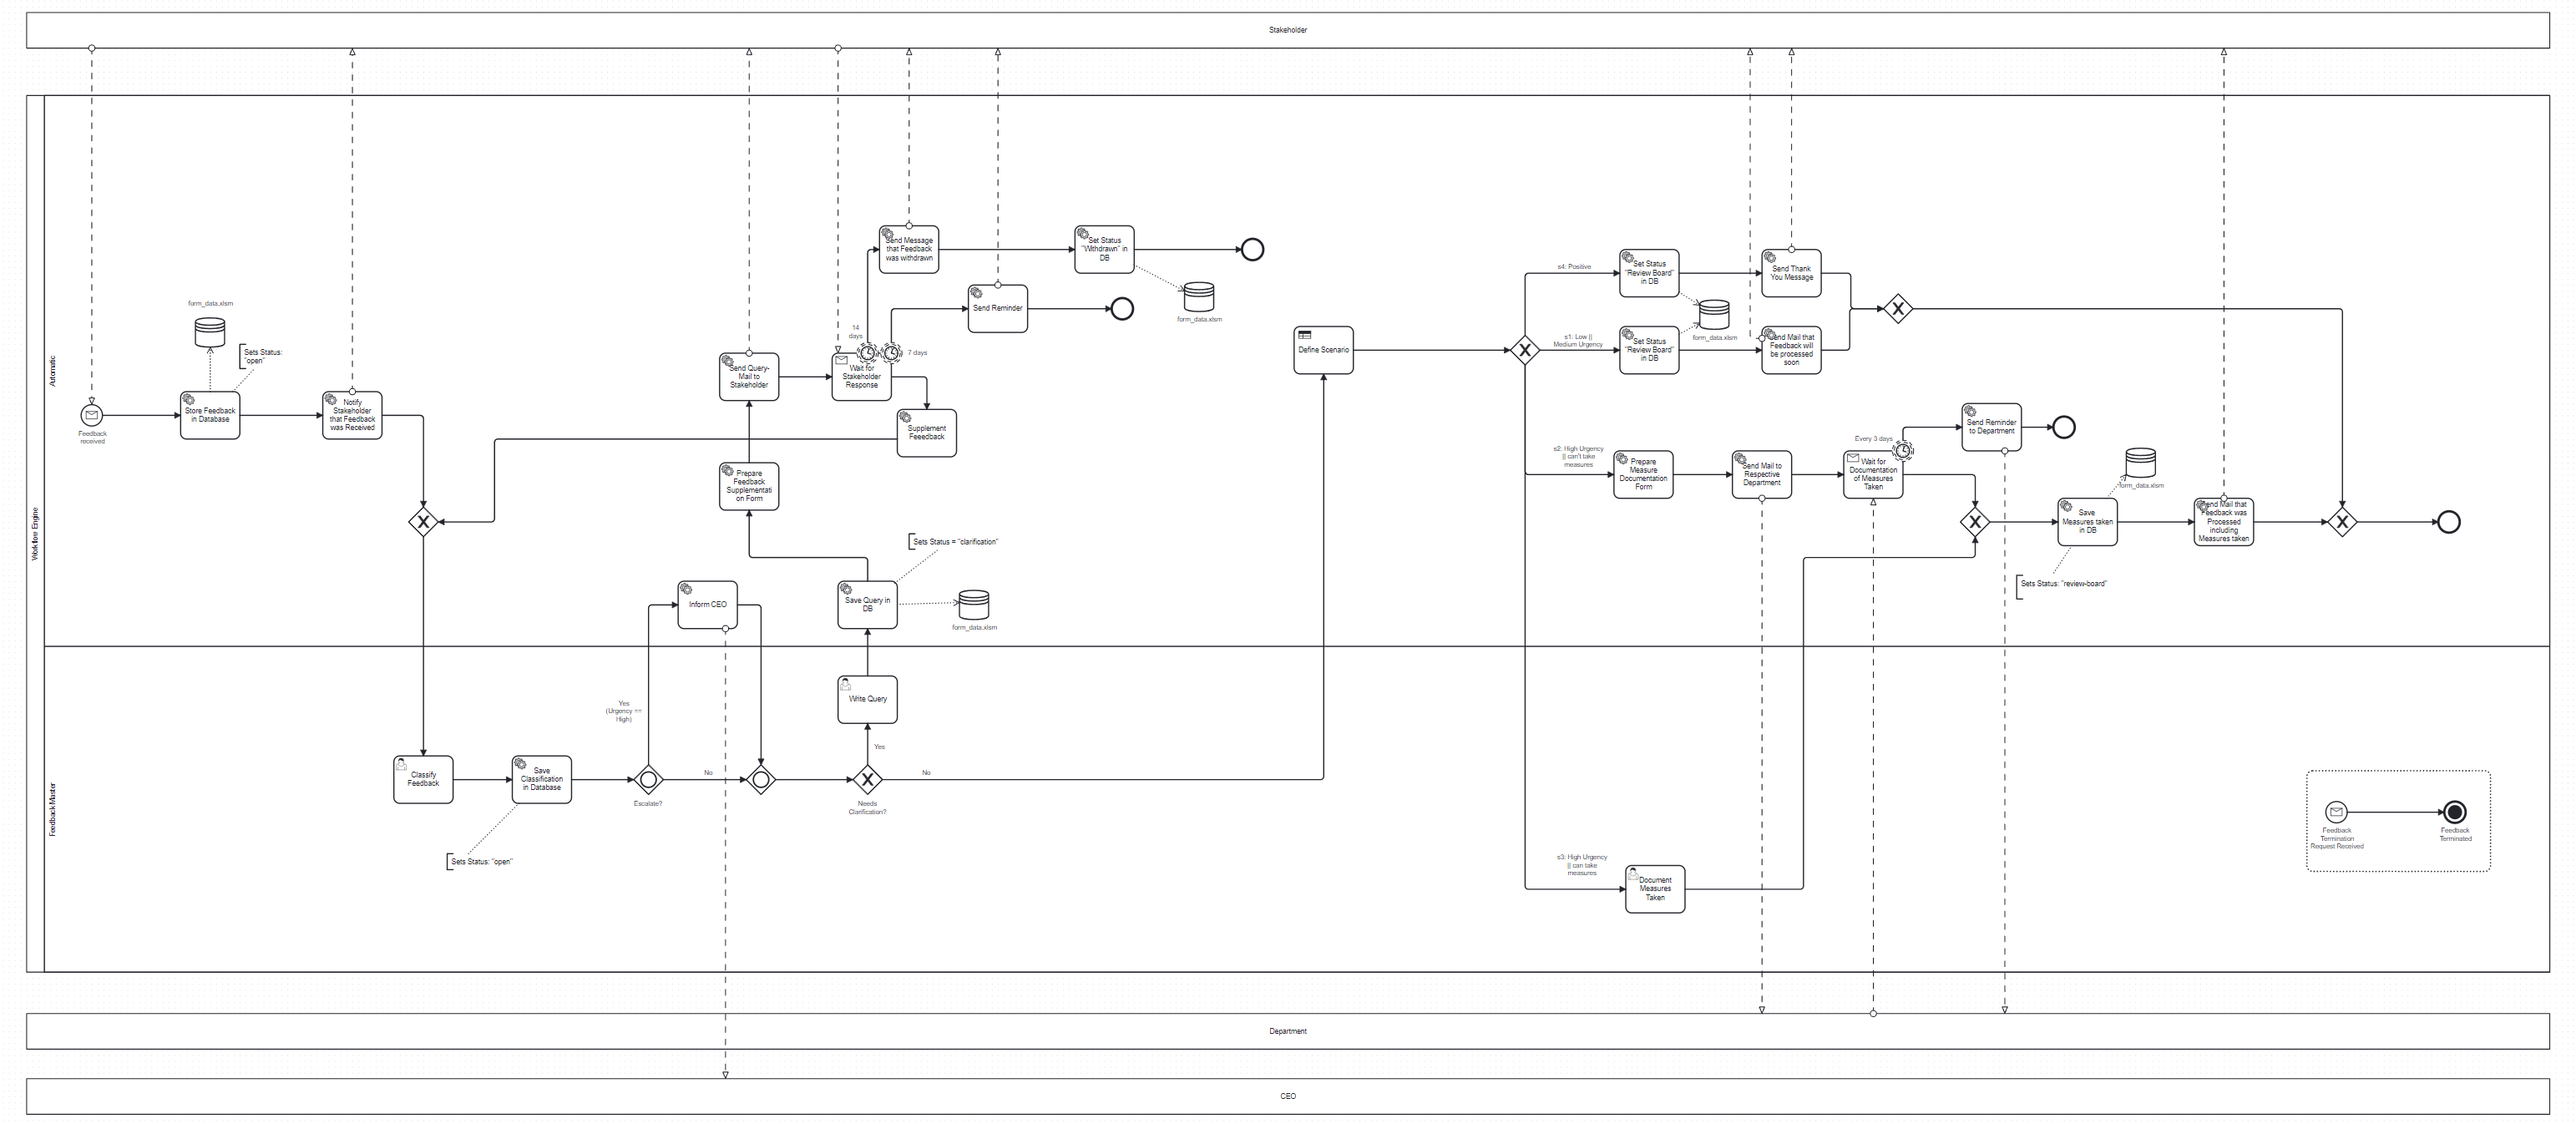 Stakeholder
Workflow Engine
Automatic
Feedback
received
form_data.xlsm
Sets Status:
"open"
Store Feedback
in Database
Notify
Stakeholder
that Feedback
was Received
Send Query-
Mail to
Stakeholder
14
days
7 days
Wait for
Stakeholder
Response
Send Message
that Feedback
was withdrawn
Set Status
"Withdrawn" in
DB
form_data.xlsm
Send Reminder
Supplement
Feeedback
Prepare
Feedback
Supplementati
on Form
Sets Status = "clarification"
Save Query in
DB
form_data.xlsm
Inform CEO
Define Scenario
s4: Positive
Set Status
"Review Board"
in DB
Send Thank
You Message
s1: Low ||
Medium Urgency
Set Status
"Review Board"
in DB
form_data.xlsm
Send Mail that
Feedback will
be processed
soon
s2: High Urgency
|| can't take
measures
Prepare
Measure
Documentation
Form
Send Mail to
Respective
Department
Every 3 days
Wait for
Documentation
of Measures
Taken
Send Reminder
to Department
form_data.xlsm
Save
Measures taken
in DB
Sets Status: "review-board"
Send Mail that
Feedback was
Processed
including
Measures taken
Feedback Master
Classify
Feedback
Save
Classification
in Database
Sets Status: "open"
Yes
(Urgency ==
High)
Escalate?
No
Write Query
Yes
Needs
Clarification?
No
s3: High Urgency
|| can take
measures
Document
Measures
Taken
Feedback
Termination
Request Received
Feedback
Terminated
Department
CEO